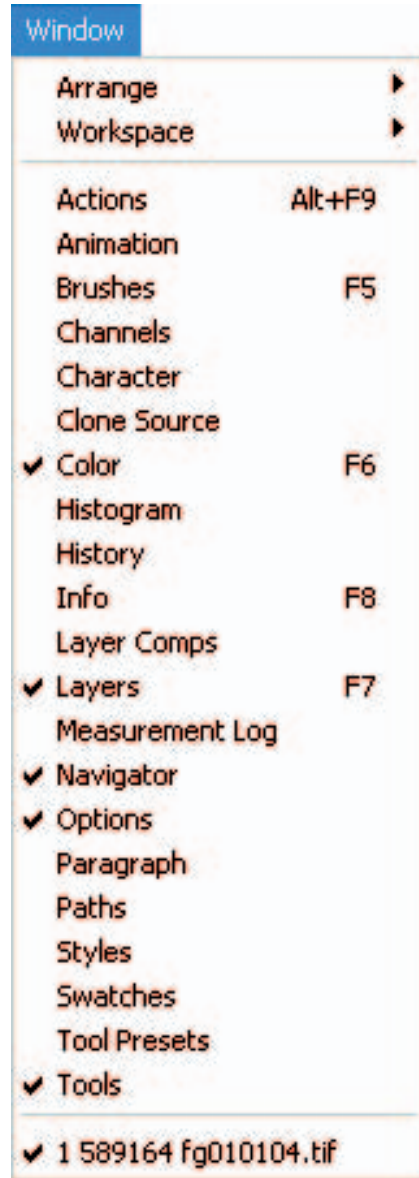 Window
Arrange
Workspace
Actions Alt+F9
Animation
Brushes F5
Channels
Character
Clone Source
Color F6
Histogram
History
Info F8
Layer Comps
Layers F7
Measurement Log
Navigator
Options
Paragraph
Paths
Styles
Swatches
Tool Presets
Tools
1 589164 fg010104.tif